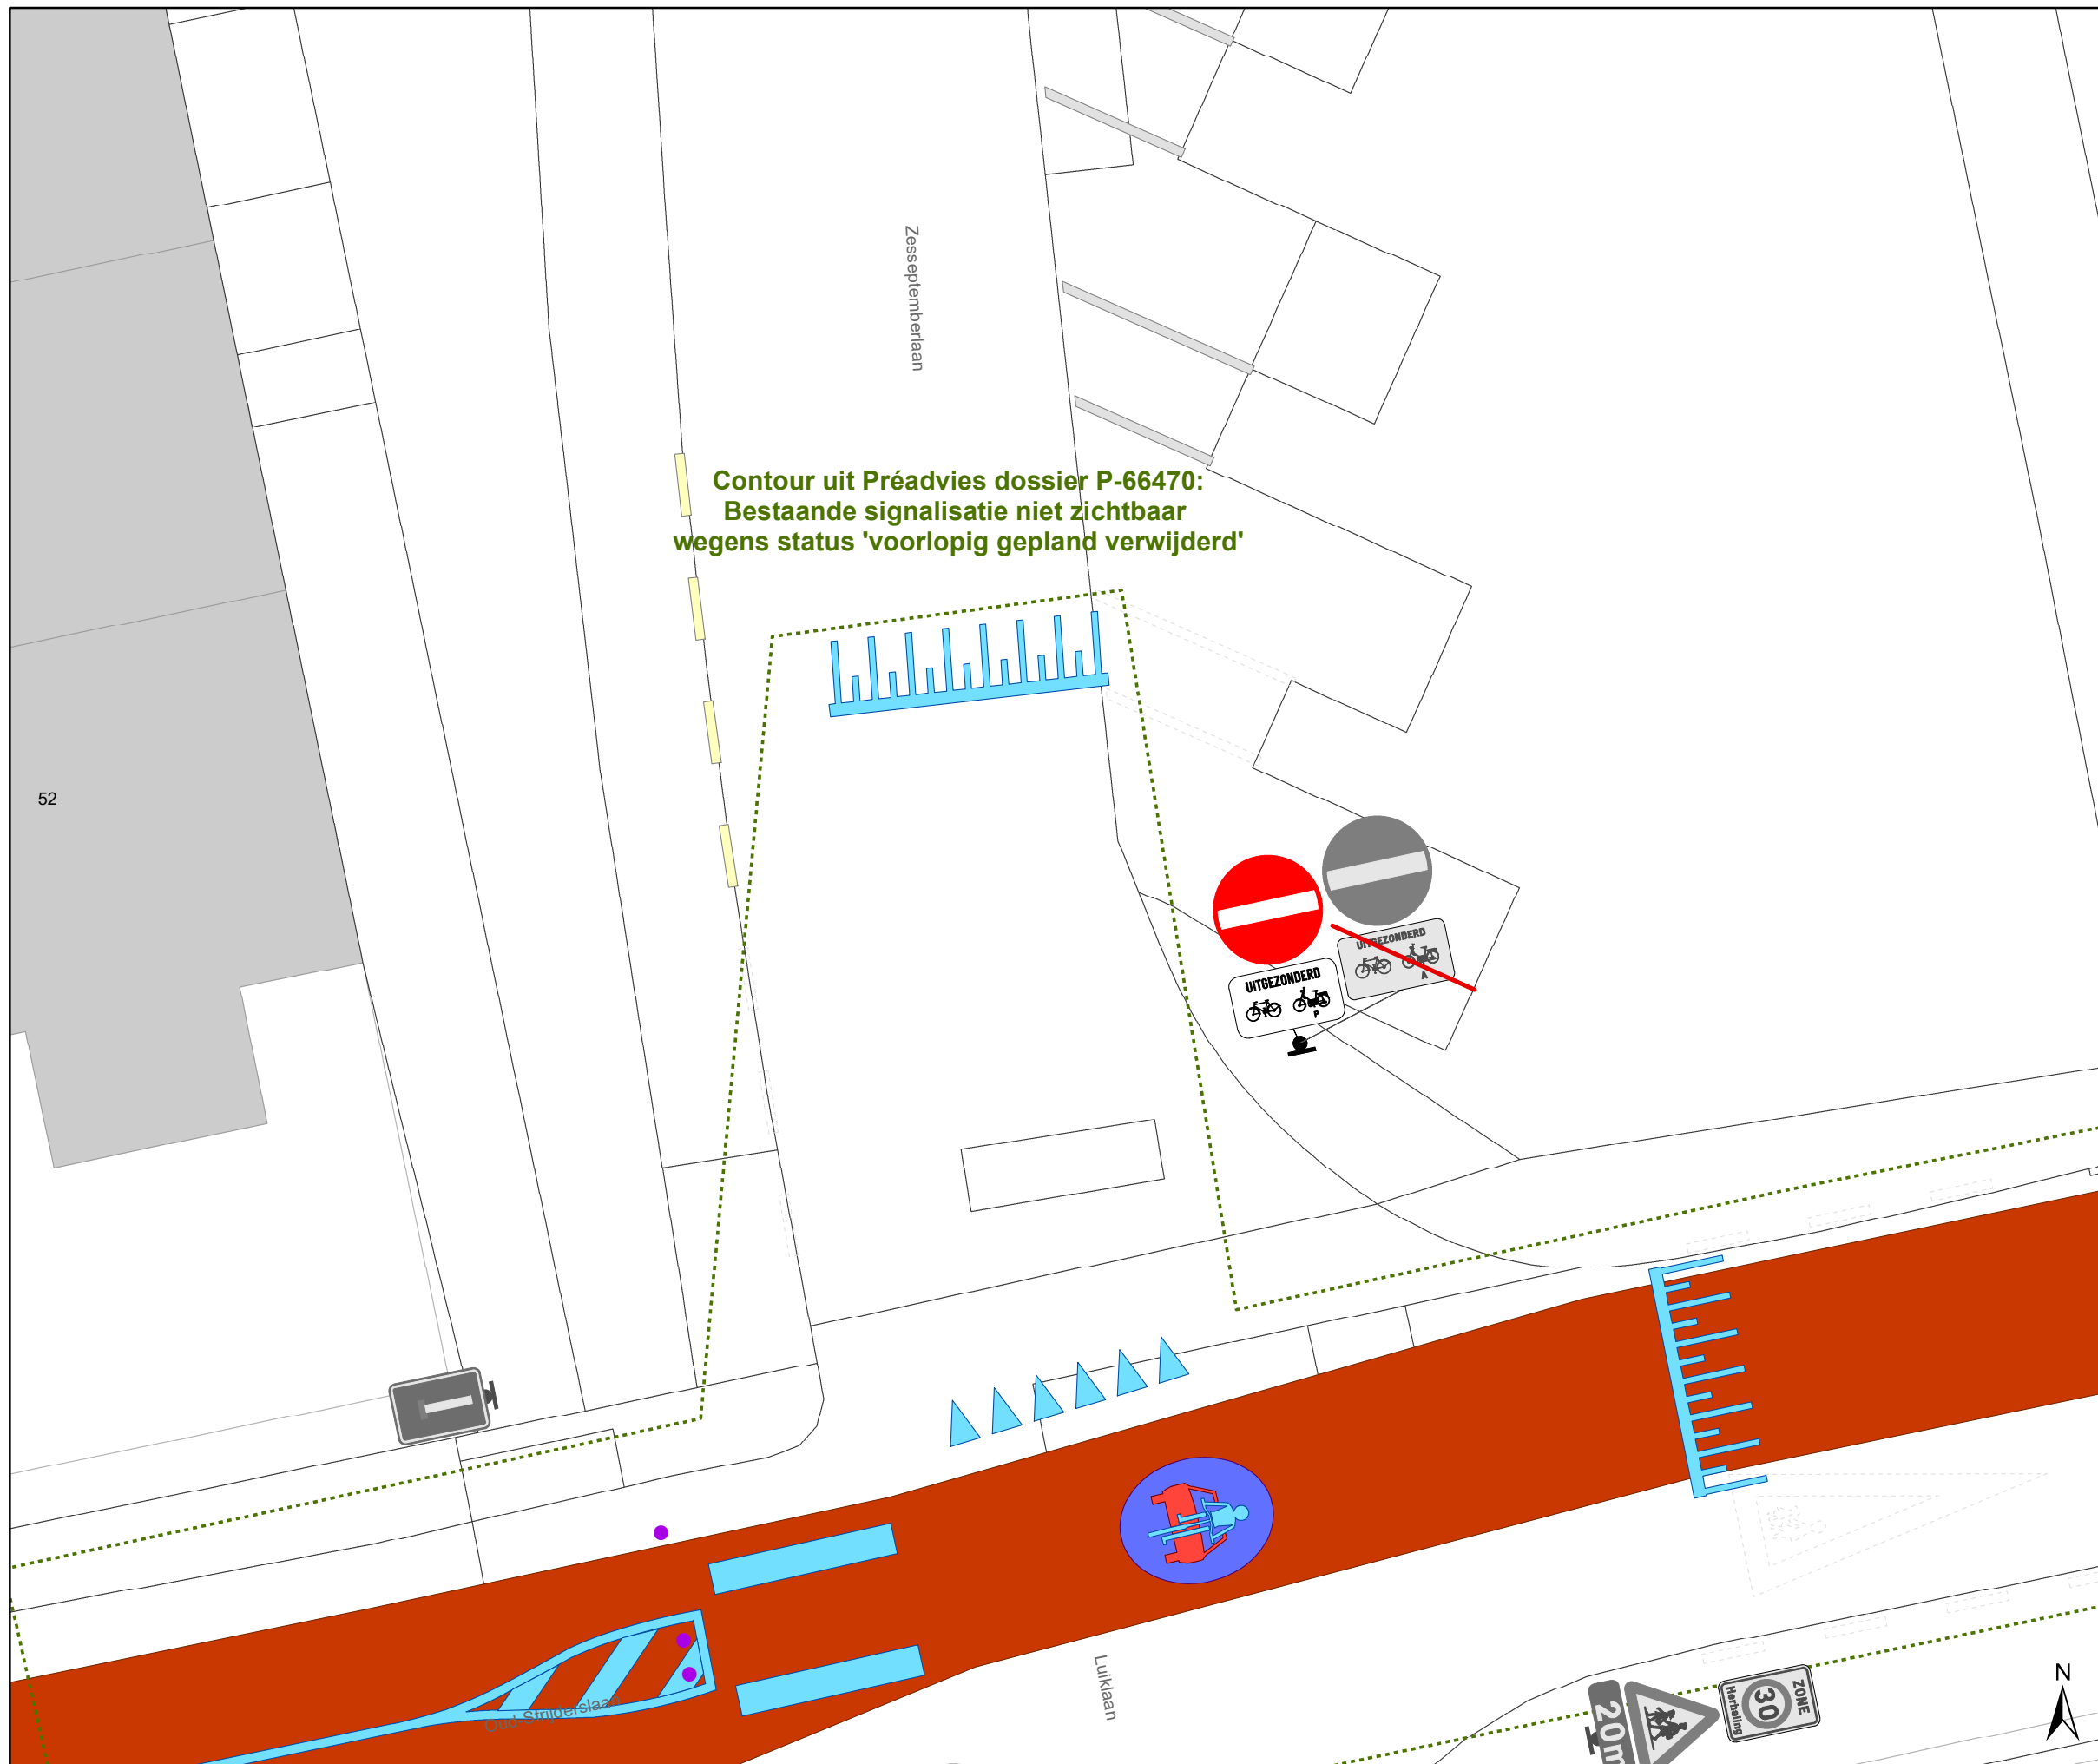 Zesseptemberlaan
Contour uit Préadvies dossier P-66470:
Bestaande signalisatie niet zichtbaar
wegens status 'voorlopig gepland verwijderd'
52
UITGEZONDERD
A
UITGEZONDERD
P
Oud-Strijderslaan
Luiklaan
20m
ZONE
30
Herhaling
N